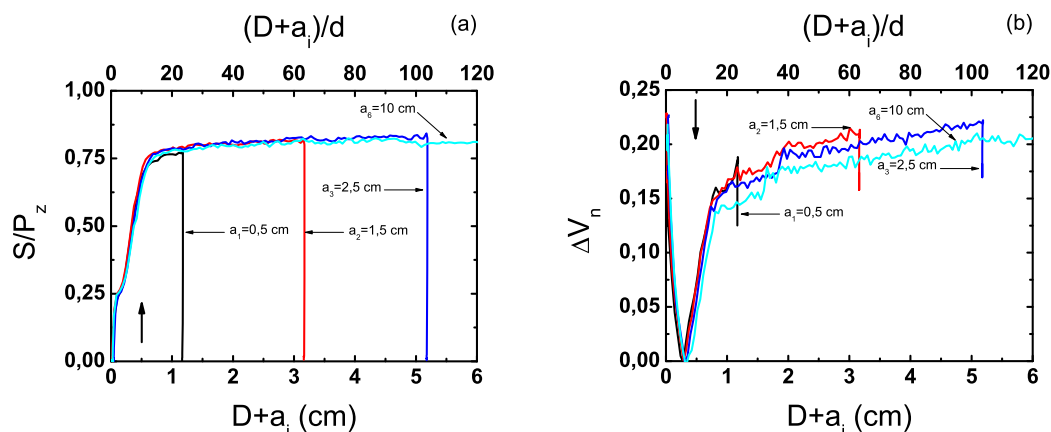 (D+aᵢ)/d
(a)
0 20 40 60 80 100 120
1,00
0,75
0,50
0,25
0,00
S/P_z
a₆=10 cm
a₃=2,5 cm
a₁=0,5 cm
a₂=1,5 cm
0 1 2 3 4 5 6
D+aᵢ (cm)
(D+aᵢ)/d
(b)
0 20 40 60 80 100 120
0,25
0,20
0,15
0,10
0,05
0,00
ΔVₙ
a₆=10 cm
a₂=1,5 cm
a₃=2,5 cm
a₁=0,5 cm
0 1 2 3 4 5 6
D+aᵢ (cm)